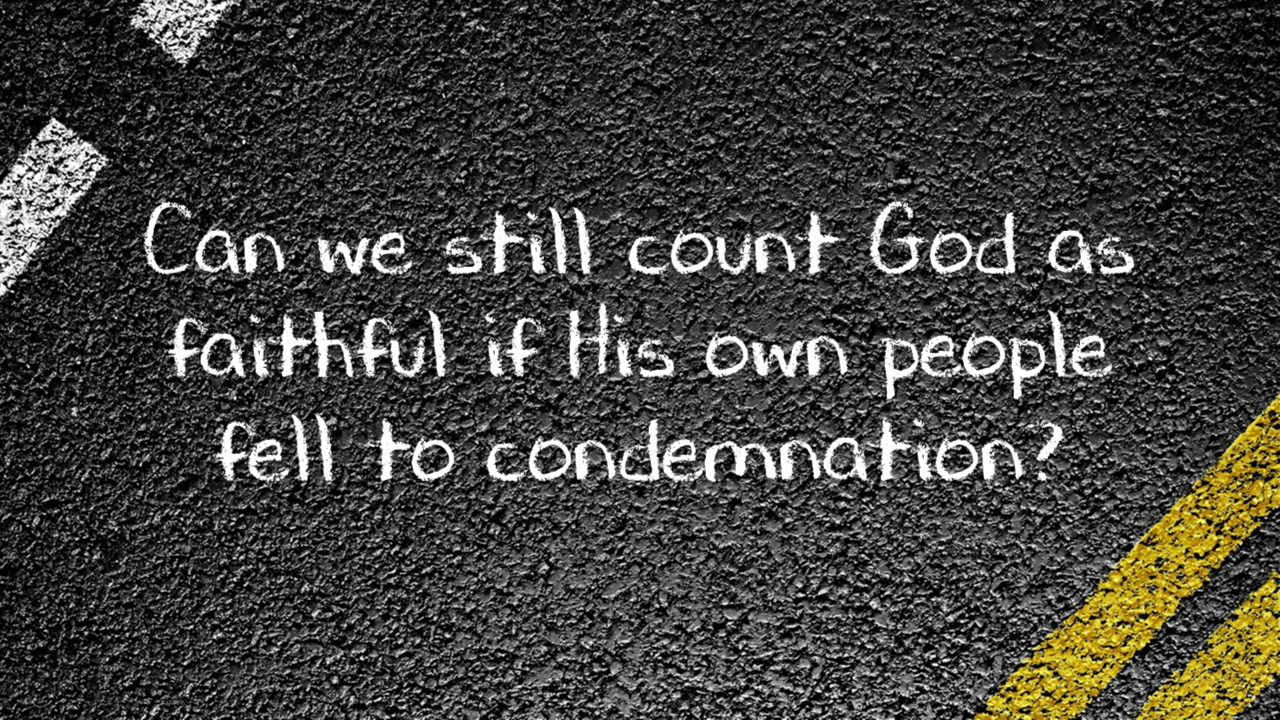 Can we still count God as
faithful if His own people
fell to condemnation?